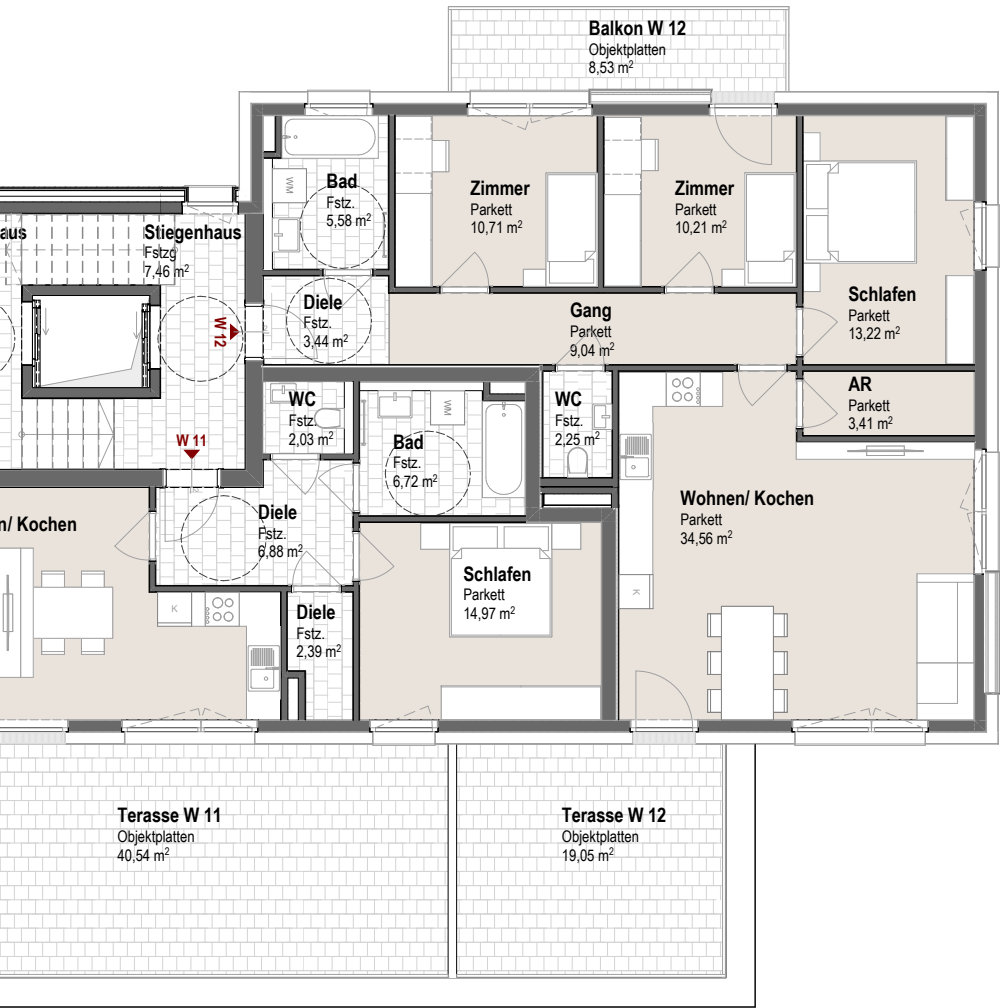 Balkon W 12
Objektplatten
8,53 m²
Bad
Fstz.
5,58 m²
WM
Zimmer
Parkett
10,71 m²
Zimmer
Parkett
10,21 m²
aus
Stiegenhaus
Fstzg
7,46 m²
Schlafen
Parkett
13,22 m²
Diele
Fstz.
3,44 m²
Gang
Parkett
9,04 m²
W 12
WC
Fstz.
2,03 m²
WM
Bad
Fstz.
6,72 m²
WC
Fstz.
2,25 m²
AR
Parkett
3,41 m²
W 11
n/ Kochen
Diele
Fstz.
6,88 m²
Wohnen/ Kochen
Parkett
34,56 m²
Schlafen
Parkett
14,97 m²
K
K
Diele
Fstz.
2,39 m²
Terasse W 11
Objektplatten
40,54 m²
Terasse W 12
Objektplatten
19,05 m²